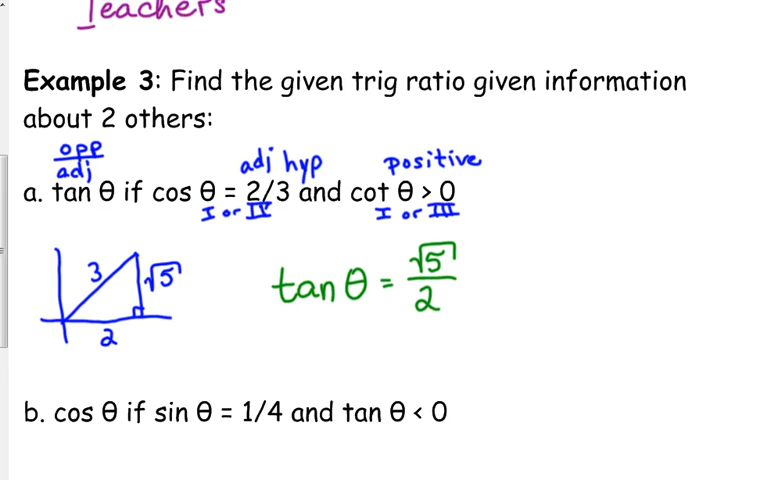 Teachers
Example 3: Find the given trig ratio given information
about 2 others:
opp
adj
adj hyp
positive
a. tan θ if cos θ = 2/3 and cot θ > 0
I or IV
I or III
3
√5
2
tan θ = √5/2
b. cos θ if sin θ = 1/4 and tan θ < 0